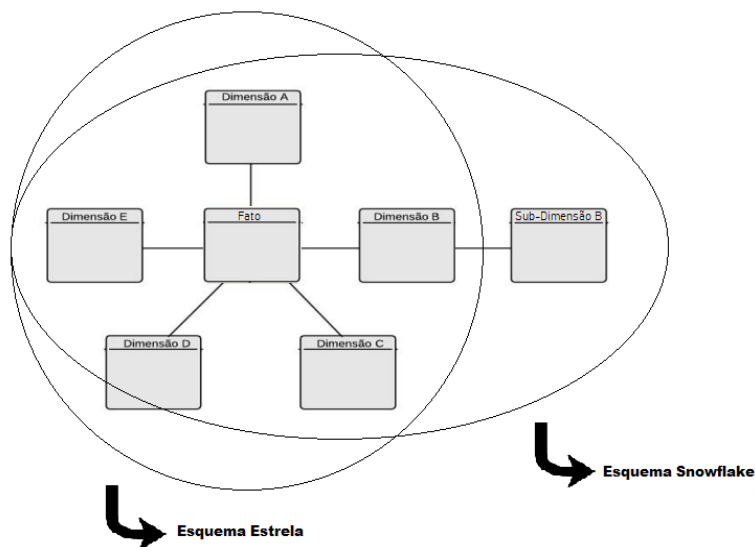 Dimensão A
Dimensão E
Fato
Dimensão B
Sub-Dimensão B
Dimensão D
Dimensão C
Esquema Snowflake
Esquema Estrela